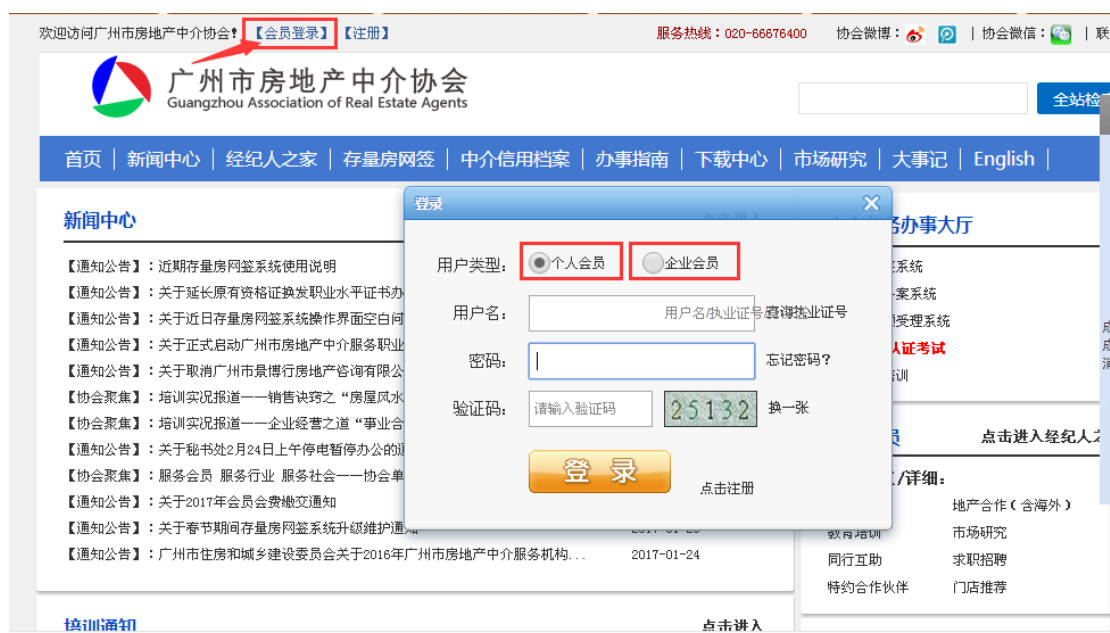 欢迎访问广州市房地产中介协会! 【会员登录】 【注册】 服务热线:020-66676400 协会微博: | 协会微信: | 联
广州市房地产中介协会
Guangzhou Association of Real Estate Agents
全站检
首页 | 新闻中心 | 经纪人之家 | 存量房网签 | 中介信用档案 | 办事指南 | 下载中心 | 市场研究 | 大事记 | English |
登录
新闻中心
办事大厅
用户类型: 个人会员 企业会员
【通知公告】:近期存量房网签系统使用说明
系统
【通知公告】:关于延长原有资格证换发职业水平证书办
案系统
用户名: 用户名/执业证号 查询执业证号
【通知公告】:关于近日存量房网签系统操作界面空白问
受理系统
【通知公告】:关于正式启动广州市房地产中介服务职业
认证考试
密码: 忘记密码?
【通知公告】:关于取消广州市景博行房地产咨询有限公
培训
【协会聚焦】:培训实况报道——销售诀窍之“房屋风水
验证码: 请输入验证码 25132 换一张
【协会聚焦】:培训实况报道——企业经营之道“事业合
【通知公告】:关于秘书处2月24日上午停电暂停办公的通
点击进入经纪人之
登 录
【协会聚焦】:服务会员 服务行业 服务社会——协会单
/详细:
点击注册
【通知公告】:关于2017年会员会费缴交通知
地产合作(含海外)
【通知公告】:关于春节期间存量房网签系统升级维护通知
教育培训 市场研究
【通知公告】:广州市住房和城乡建设委员会关于2016年广州市房地产中介服务机构... 2017-01-24
同行互助 求职招聘
特约合作伙伴 门店推荐
培训通知 点击进入